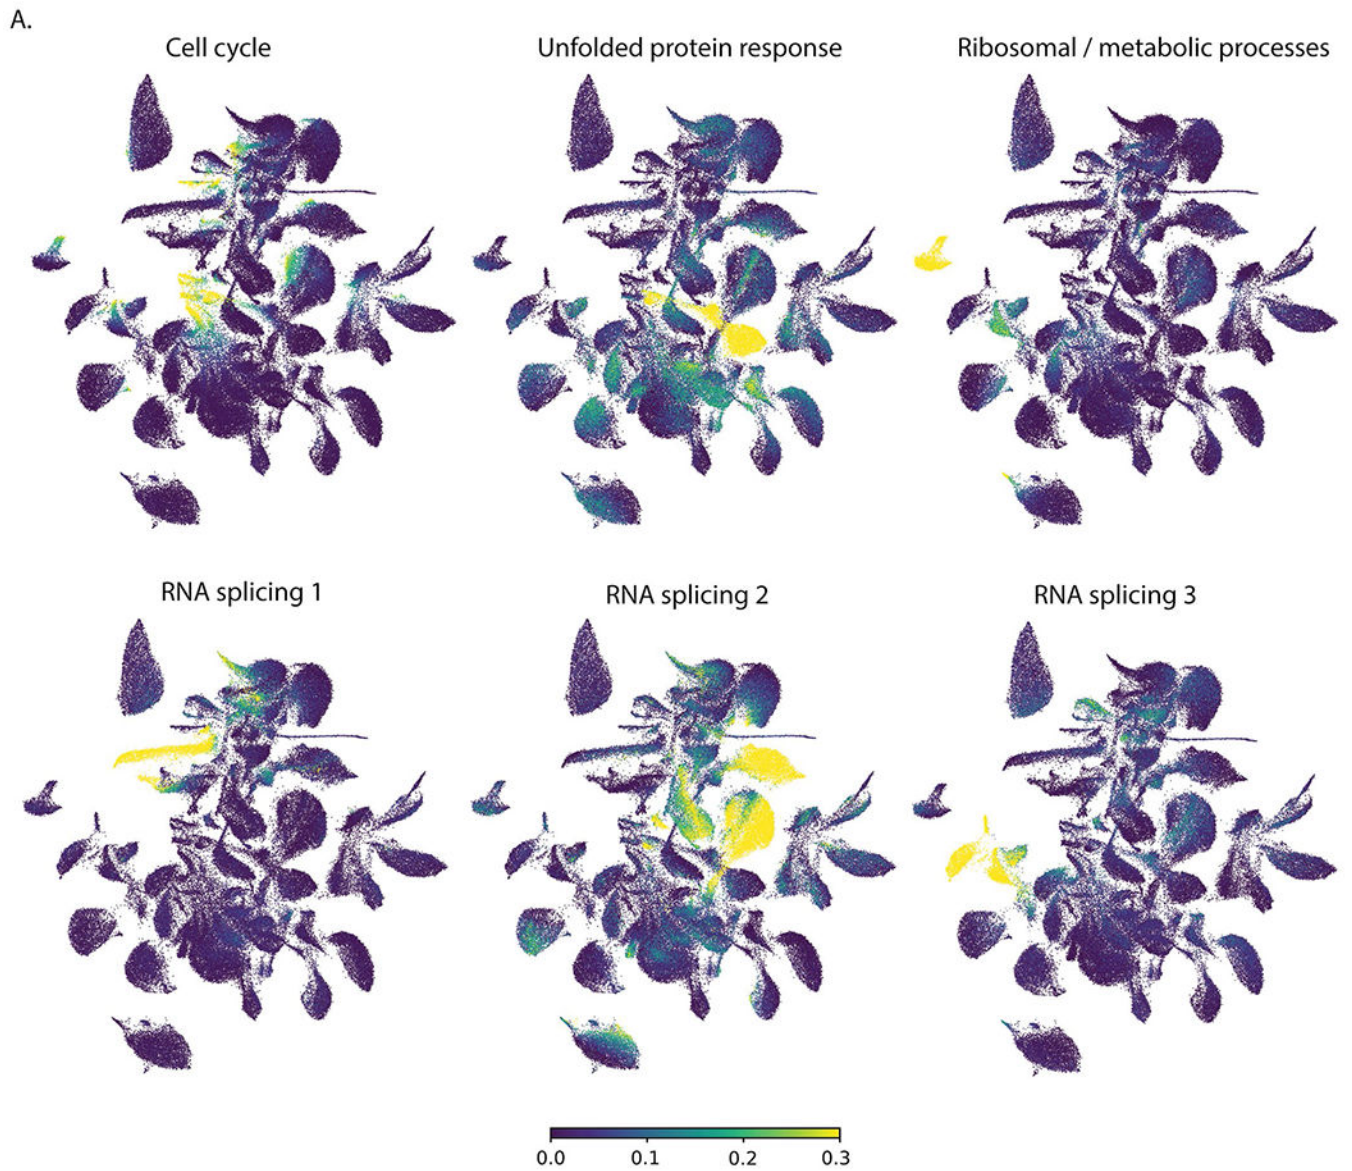 A.
Cell cycle
Unfolded protein response
Ribosomal / metabolic processes
RNA splicing 1
RNA splicing 2
RNA splicing 3
0.0 0.1 0.2 0.3